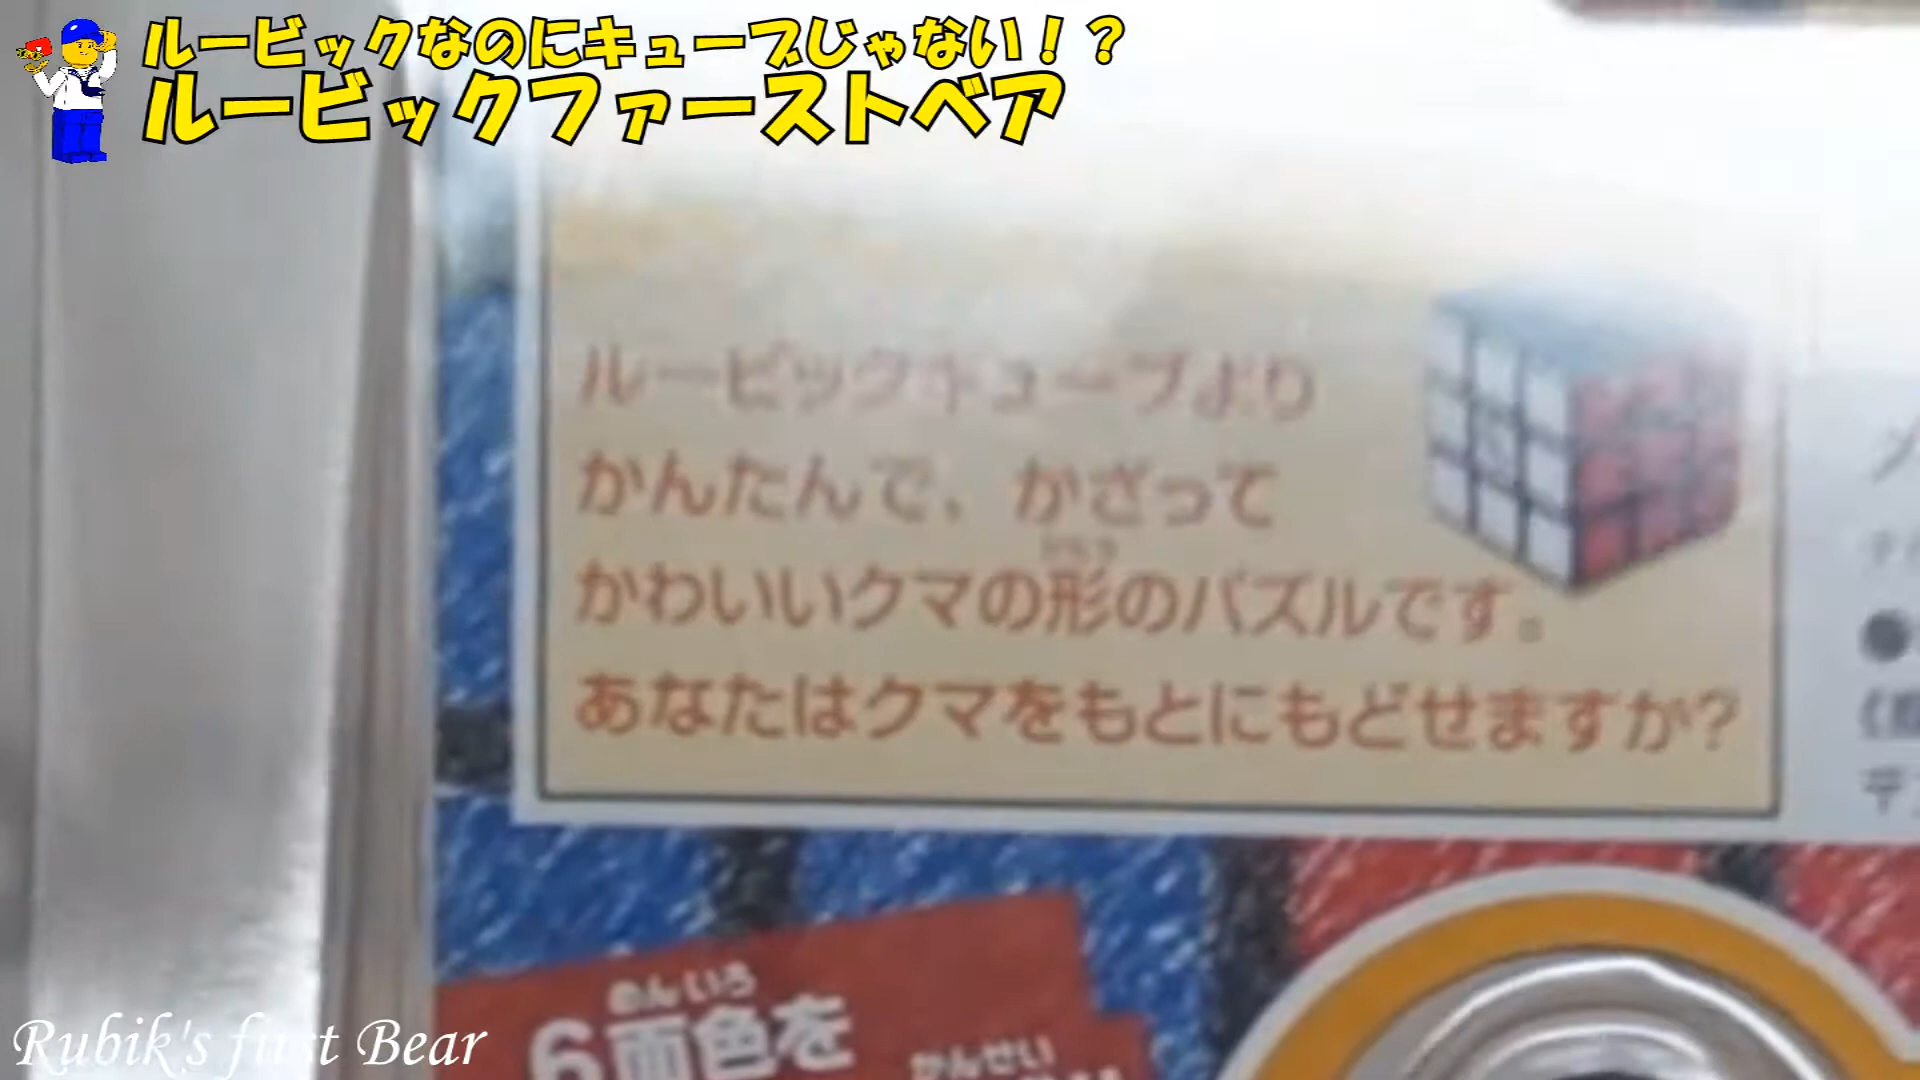 ルービックなのにキューブじゃない！？
ルービックファーストベア
ルービックキューブより
かんたんで、かざって
かわいいクマの形のパズルです。
あなたはクマをもとにもどせますか?
めんいろ
6面色を
かんせい
Rubik's first Bear